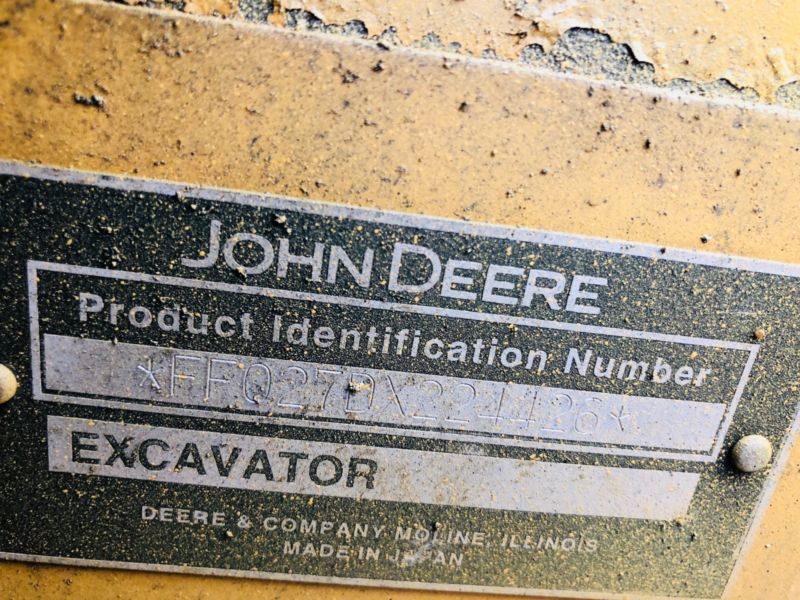 JOHN DEERE
Product Identification Number
*FF027DX224426*
EXCAVATOR
DEERE & COMPANY MOLINE, ILLINOIS
MADE IN JAPAN